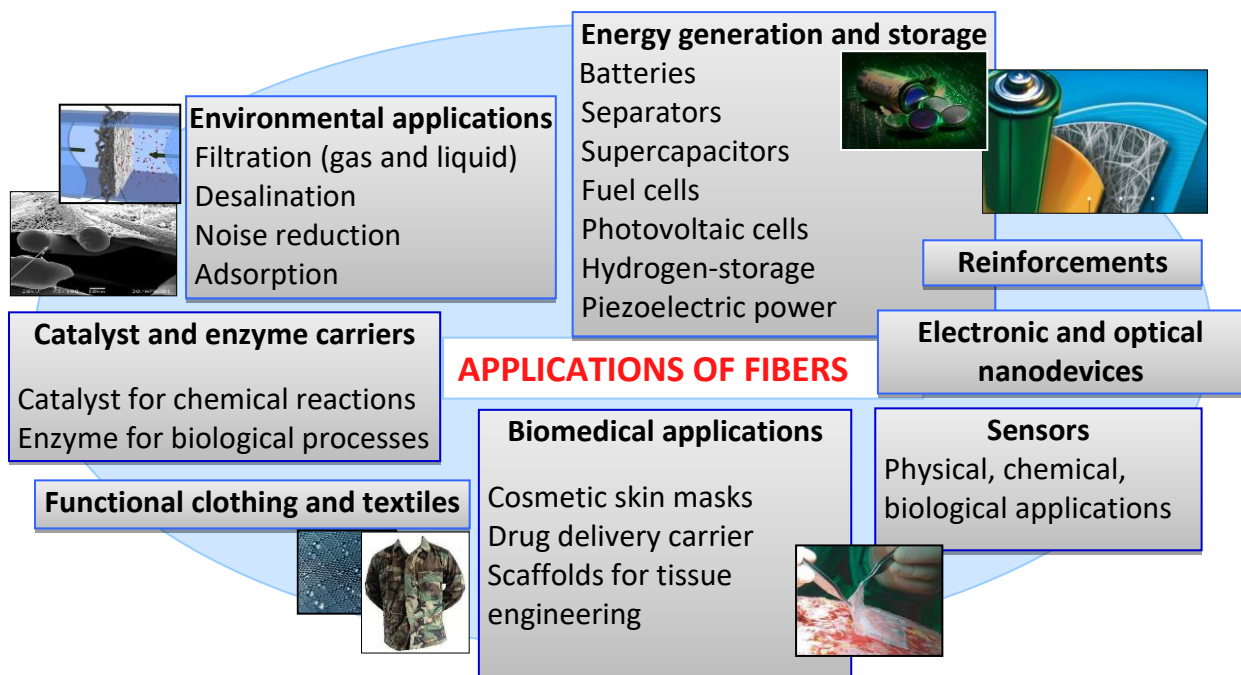 Energy generation and storage
Batteries
Separators
Supercapacitors
Fuel cells
Photovoltaic cells
Hydrogen-storage
Piezoelectric power
Environmental applications
Filtration (gas and liquid)
Desalination
Noise reduction
Adsorption
Reinforcements
Catalyst and enzyme carriers
Catalyst for chemical reactions
Enzyme for biological processes
APPLICATIONS OF FIBERS
Electronic and optical
nanodevices
Biomedical applications
Cosmetic skin masks
Drug delivery carrier
Scaffolds for tissue
engineering
Sensors
Physical, chemical,
biological applications
Functional clothing and textiles